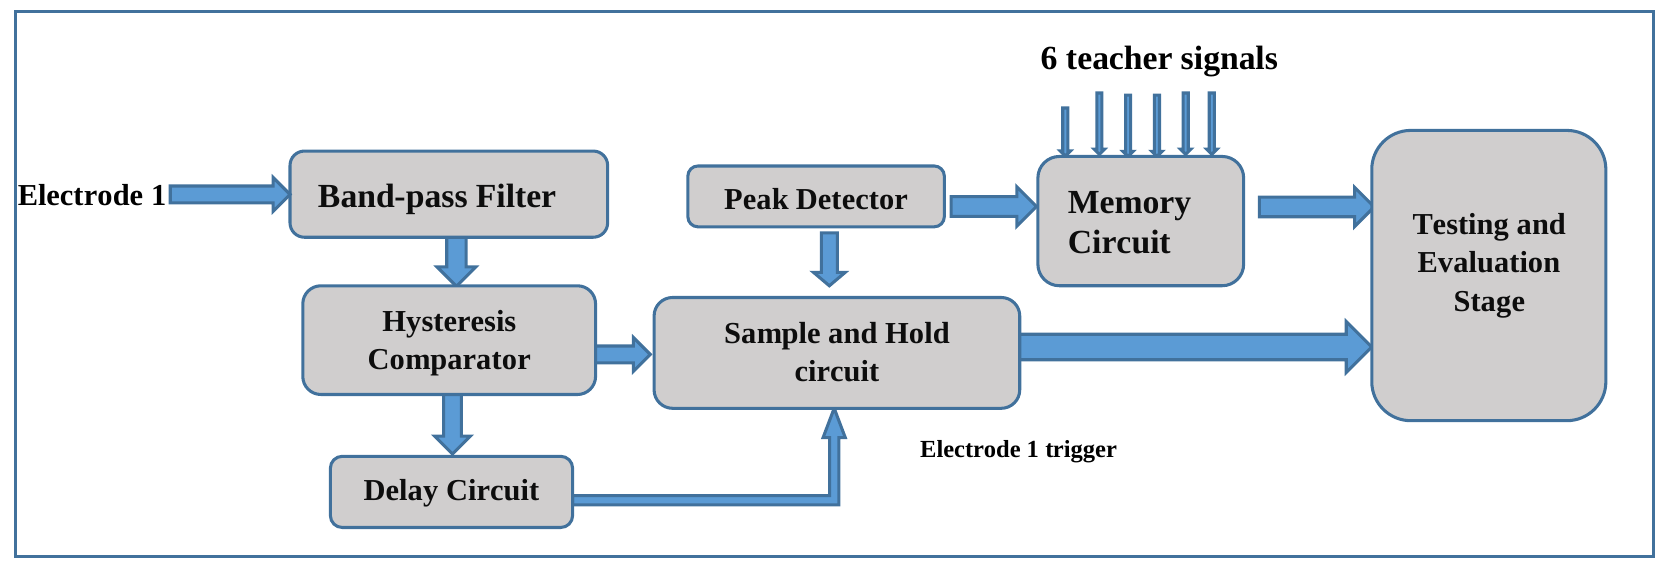 6 teacher signals
Electrode 1
Band-pass Filter
Peak Detector
Memory
Circuit
Testing and
Evaluation
Stage
Hysteresis
Comparator
Sample and Hold
circuit
Electrode 1 trigger
Delay Circuit